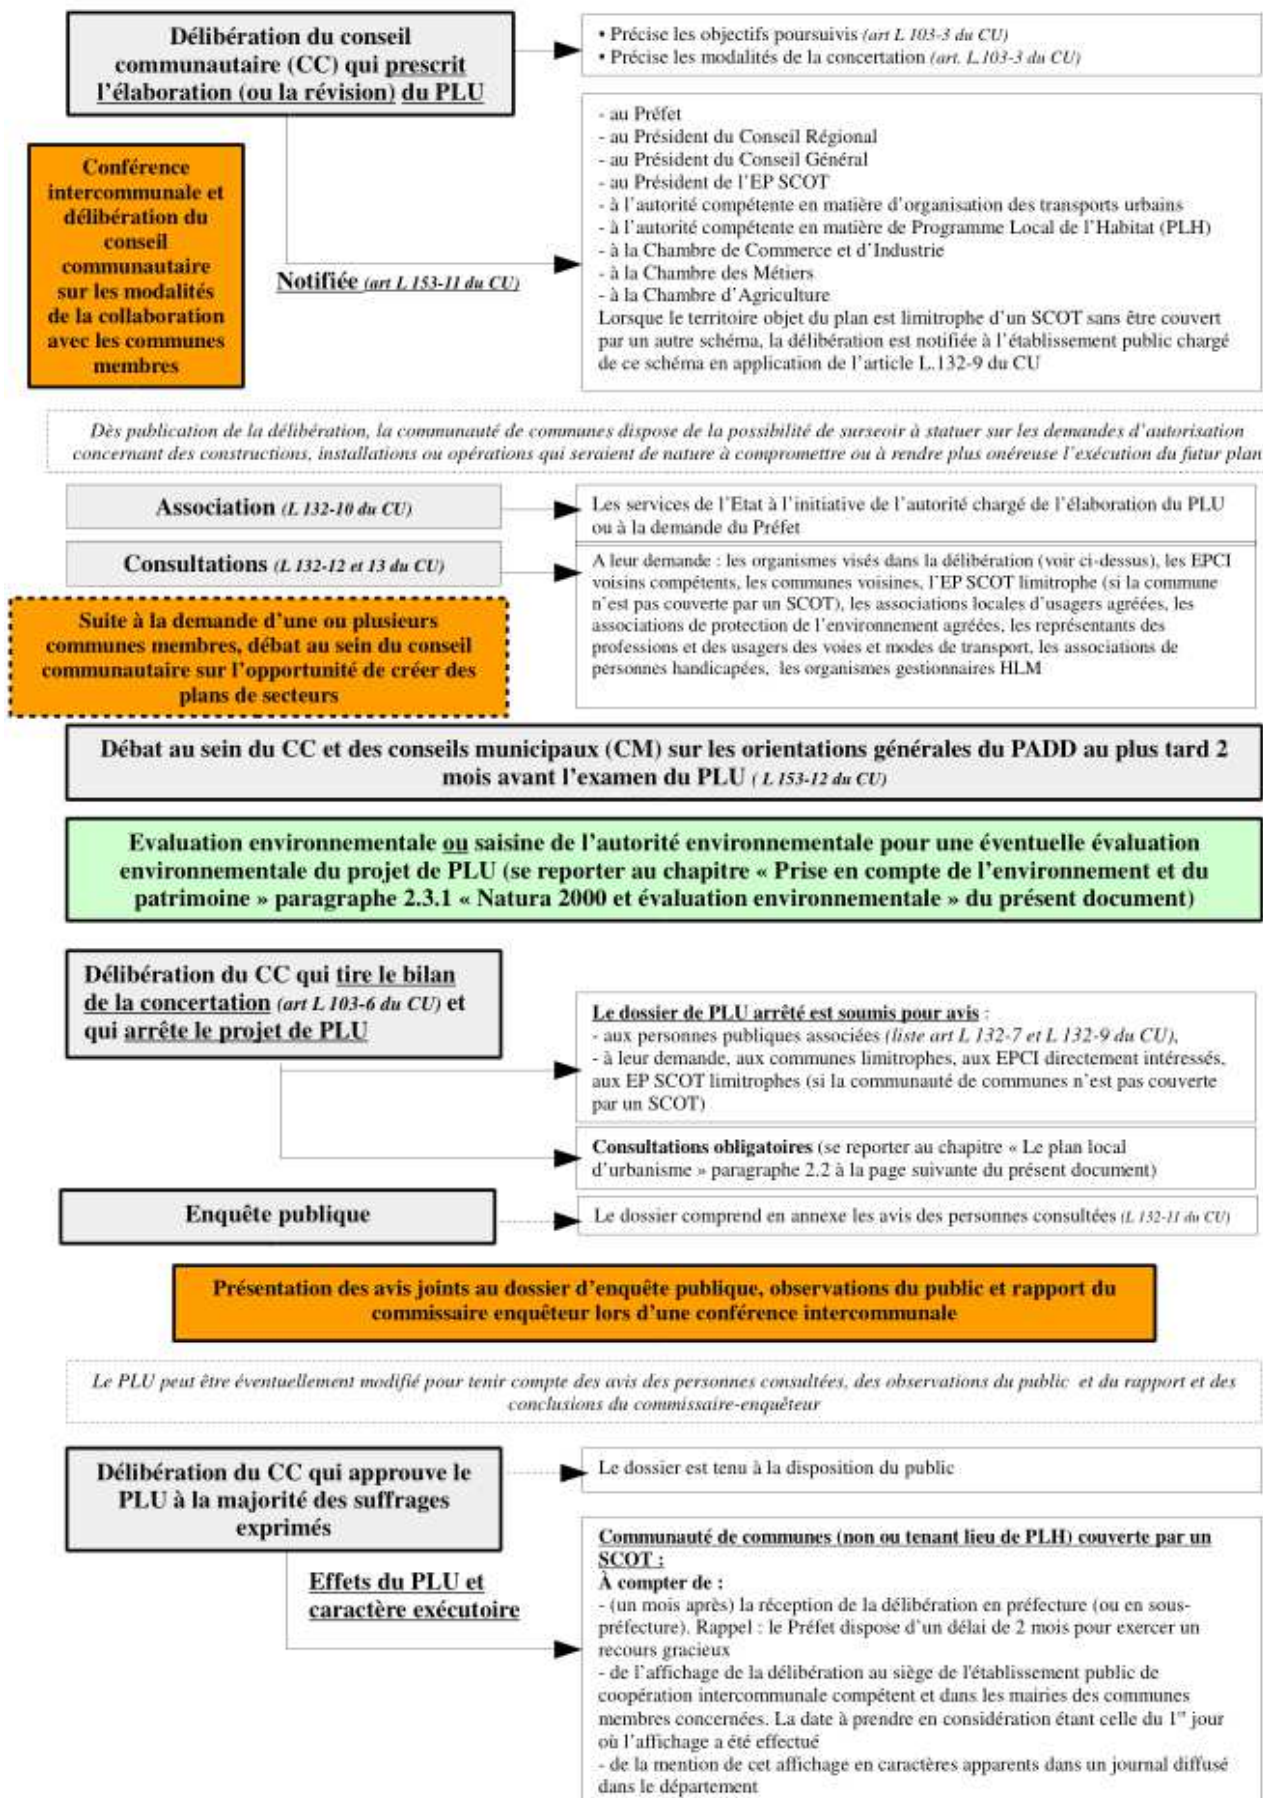 Délibération du conseil
communautaire (CC) qui prescrit
l'élaboration (ou la révision) du PLU
• Précise les objectifs poursuivis (art L 103-3 du CU)
• Précise les modalités de la concertation (art. L.103-3 du CU)
Conférence
intercommunale et
délibération du
conseil
communautaire
sur les modalités
de la collaboration
avec les communes
membres
Notifiée (art L 153-11 du CU)
- au Préfet
- au Président du Conseil Régional
- au Président du Conseil Général
- au Président de l'EP SCOT
- à l'autorité compétente en matière d'organisation des transports urbains
- à l'autorité compétente en matière de Programme Local de l'Habitat (PLH)
- à la Chambre de Commerce et d'Industrie
- à la Chambre des Métiers
- à la Chambre d'Agriculture
Lorsque le territoire objet du plan est limitrophe d'un SCOT sans être couvert
par un autre schéma, la délibération est notifiée à l'établissement public chargé
de ce schéma en application de l'article L.132-9 du CU
Dès publication de la délibération, la communauté de communes dispose de la possibilité de surseoir à statuer sur les demandes d'autorisation
concernant des constructions, installations ou opérations qui seraient de nature à compromettre ou à rendre plus onéreuse l'exécution du futur plan
Association (L 132-10 du CU)
Les services de l'Etat à l'initiative de l'autorité chargé de l'élaboration du PLU
ou à la demande du Préfet
Consultations (L 132-12 et 13 du CU)
A leur demande : les organismes visés dans la délibération (voir ci-dessus), les EPCI
voisins compétents, les communes voisines, l'EP SCOT limitrophe (si la commune
n'est pas couverte par un SCOT), les associations locales d'usagers agréées, les
associations de protection de l'environnement agréées, les représentants des
professions et des usagers des voies et modes de transport, les associations de
personnes handicapées, les organismes gestionnaires HLM
Suite à la demande d'une ou plusieurs
communes membres, débat au sein du conseil
communautaire sur l'opportunité de créer des
plans de secteurs
Débat au sein du CC et des conseils municipaux (CM) sur les orientations générales du PADD au plus tard 2
mois avant l'examen du PLU ( L 153-12 du CU)
Evaluation environnementale ou saisine de l'autorité environnementale pour une éventuelle évaluation
environnementale du projet de PLU (se reporter au chapitre « Prise en compte de l'environnement et du
patrimoine » paragraphe 2.3.1 « Natura 2000 et évaluation environnementale » du présent document)
Délibération du CC qui tire le bilan
de la concertation (art L 103-6 du CU) et
qui arrête le projet de PLU
Le dossier de PLU arrêté est soumis pour avis :
- aux personnes publiques associées (liste art L 132-7 et L 132-9 du CU),
- à leur demande, aux communes limitrophes, aux EPCI directement intéressés,
aux EP SCOT limitrophes (si la communauté de communes n'est pas couverte
par un SCOT)
Consultations obligatoires (se reporter au chapitre « Le plan local
d'urbanisme » paragraphe 2.2 à la page suivante du présent document)
Enquête publique
Le dossier comprend en annexe les avis des personnes consultées (L 132-11 du CU)
Présentation des avis joints au dossier d'enquête publique, observations du public et rapport du
commissaire enquêteur lors d'une conférence intercommunale
Le PLU peut être éventuellement modifié pour tenir compte des avis des personnes consultées, des observations du public et du rapport et des
conclusions du commissaire-enquêteur
Délibération du CC qui approuve le
PLU à la majorité des suffrages
exprimés
Le dossier est tenu à la disposition du public
Effets du PLU et
caractère exécutoire
Communauté de communes (non ou tenant lieu de PLH) couverte par un
SCOT :
À compter de :
- (un mois après) la réception de la délibération en préfecture (ou en sous-
préfecture). Rappel : le Préfet dispose d'un délai de 2 mois pour exercer un
recours gracieux
- de l'affichage de la délibération au siège de l'établissement public de
coopération intercommunale compétent et dans les mairies des communes
membres concernées. La date à prendre en considération étant celle du 1er jour
où l'affichage a été effectué
- de la mention de cet affichage en caractères apparents dans un journal diffusé
dans le département